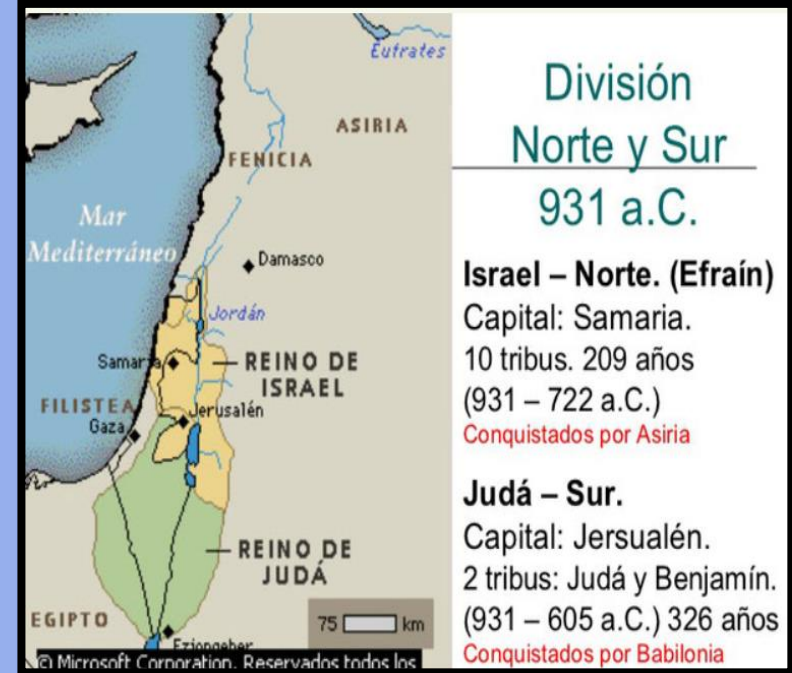 Éufrates
ASIRIA
FENICIA
Mar
Mediterráneo
Damasco
Jordán
Samaria
REINO DE
ISRAEL
FILISTEA
Jerusalén
Gaza
REINO DE
JUDÁ
EGIPTO
75 km
Eziongeber
© Microsoft Corporation. Reservados todos los
División
Norte y Sur
931 a.C.
Israel – Norte. (Efraín)
Capital: Samaria.
10 tribus. 209 años
(931 – 722 a.C.)
Conquistados por Asiria
Judá – Sur.
Capital: Jersualén.
2 tribus: Judá y Benjamín.
(931 – 605 a.C.) 326 años
Conquistados por Babilonia